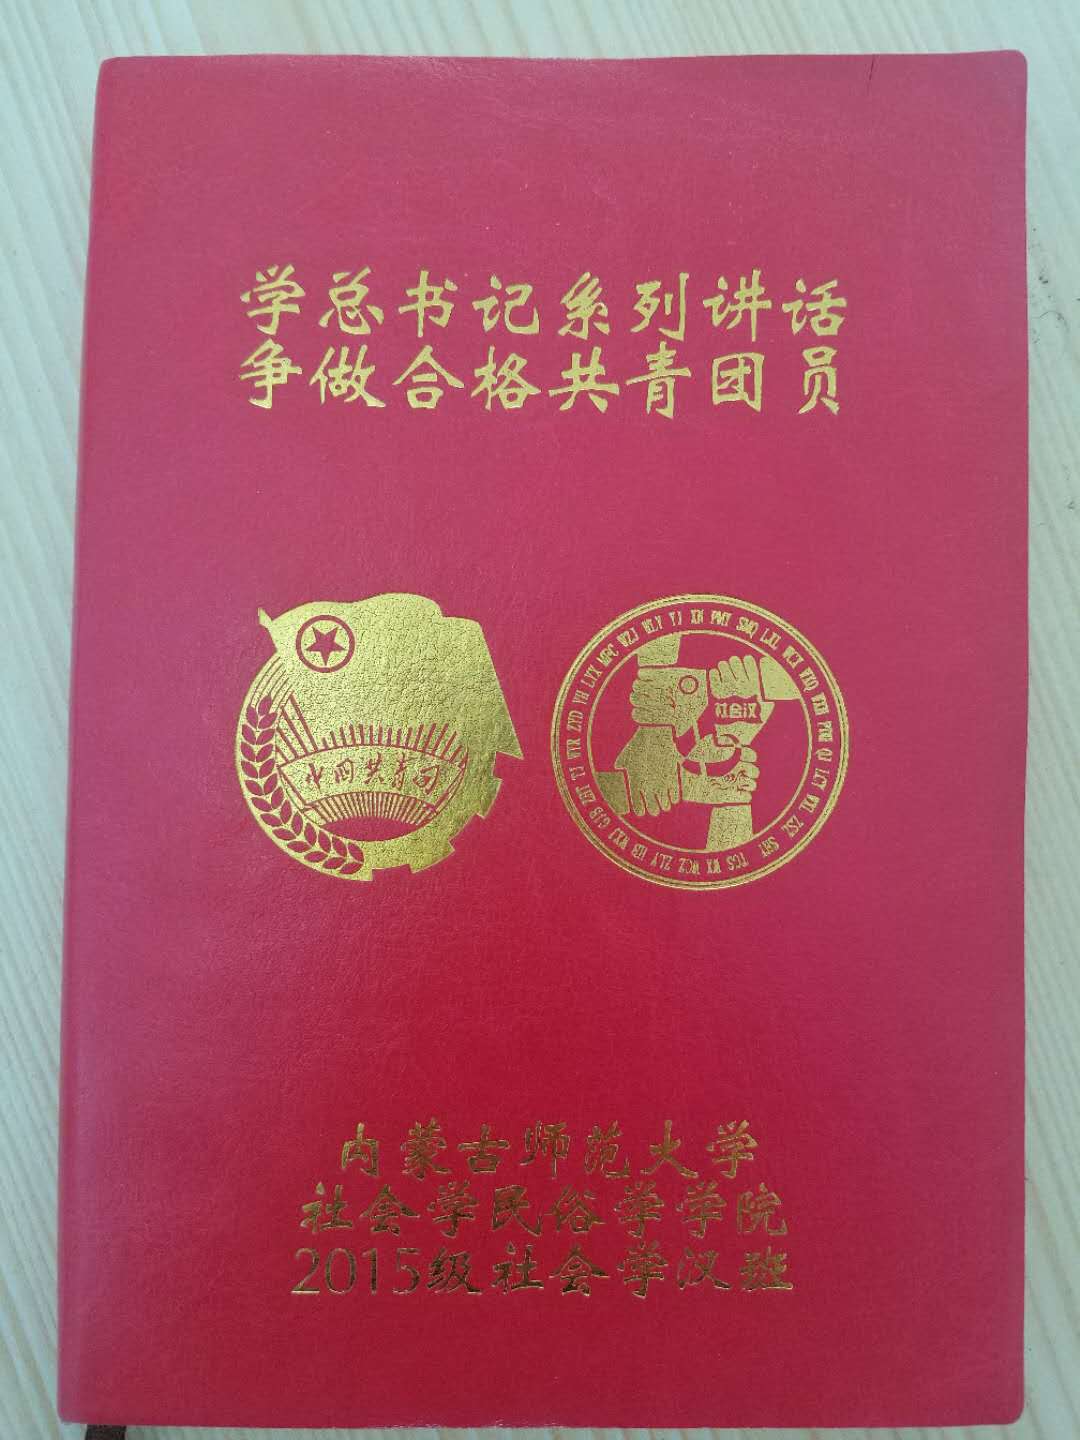 学总书记系列讲话
争做合格共青团员
中国共青团
社会汉
内蒙古师范大学
社会学民俗学学院
2015级社会学汉班